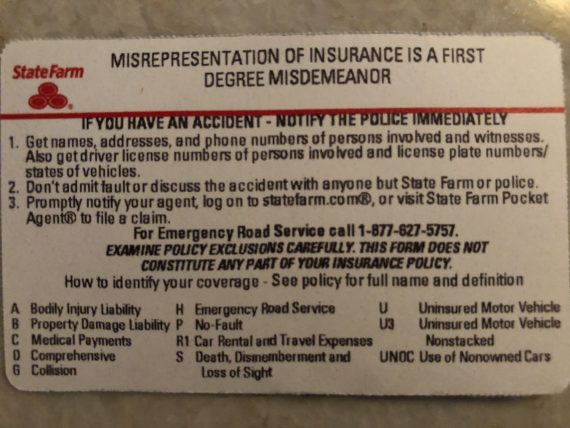 MISREPRESENTATION OF INSURANCE IS A FIRST
DEGREE MISDEMEANOR
StateFarm
®
IF YOU HAVE AN ACCIDENT - NOTIFY THE POLICE IMMEDIATELY
1. Get names, addresses, and phone numbers of persons involved and witnesses.
Also get driver license numbers of persons involved and license plate numbers/
states of vehicles.
2. Don't admit fault or discuss the accident with anyone but State Farm or police.
3. Promptly notify your agent, log on to statefarm.com®, or visit State Farm Pocket
Agent® to file a claim.
For Emergency Road Service call 1-877-627-5757.
EXAMINE POLICY EXCLUSIONS CAREFULLY. THIS FORM DOES NOT
CONSTITUTE ANY PART OF YOUR INSURANCE POLICY.
How to identify your coverage - See policy for full name and definition
A Bodily Injury Liability
B Property Damage Liability
C Medical Payments
D Comprehensive
G Collision
H Emergency Road Service
P No-Fault
R1 Car Rental and Travel Expenses
S Death, Dismemberment and
Loss of Sight
U Uninsured Motor Vehicle
U3 Uninsured Motor Vehicle
Nonstacked
UNOC Use of Nonowned Cars